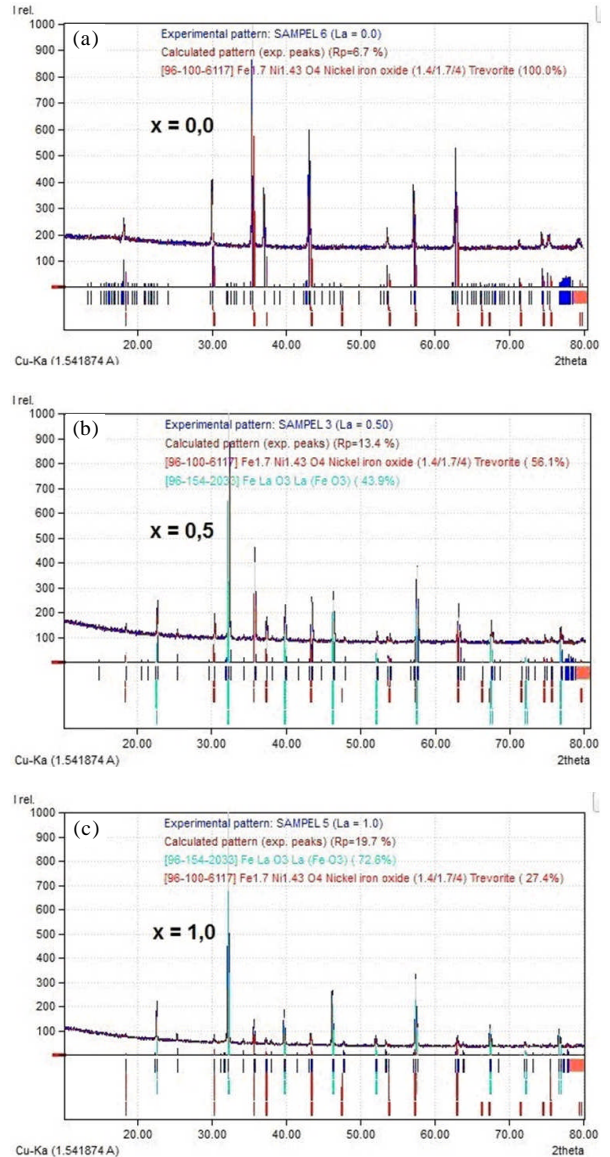 I rel.
1000
900
800
700
600
500
400
300
200
100
(a)
Experimental pattern: SAMPEL 6 (La = 0.0)
Calculated pattern (exp. peaks) (Rp=6.7 %)
[96-100-6117] Fe1.7 Ni1.43 O4 Nickel iron oxide (1.4/1.7/4) Trevorite (100.0%)
x = 0,0
20.00 30.00 40.00 50.00 60.00 70.00 80.00
Cu-Ka (1.541874 A) 2theta
I rel.
1000
900
800
700
600
500
400
300
200
100
(b)
Experimental pattern: SAMPEL 3 (La = 0.50)
Calculated pattern (exp. peaks) (Rp=13.4 %)
[96-100-6117] Fe1.7 Ni1.43 O4 Nickel iron oxide (1.4/1.7/4) Trevorite ( 56.1%)
[96-154-2033] Fe La O3 La (Fe O3) ( 43.9%)
x = 0,5
20.00 30.00 40.00 50.00 60.00 70.00 80.00
Cu-Ka (1.541874 A) 2theta
I rel.
1000
900
800
700
600
500
400
300
200
100
(c)
Experimental pattern: SAMPEL 5 (La = 1.0)
Calculated pattern (exp. peaks) (Rp=19.7 %)
[96-154-2033] Fe La O3 La (Fe O3) ( 72.6%)
[96-100-6117] Fe1.7 Ni1.43 O4 Nickel iron oxide (1.4/1.7/4) Trevorite ( 27.4%)
x = 1,0
20.00 30.00 40.00 50.00 60.00 70.00 80.00
Cu-Ka (1.541874 A) 2theta